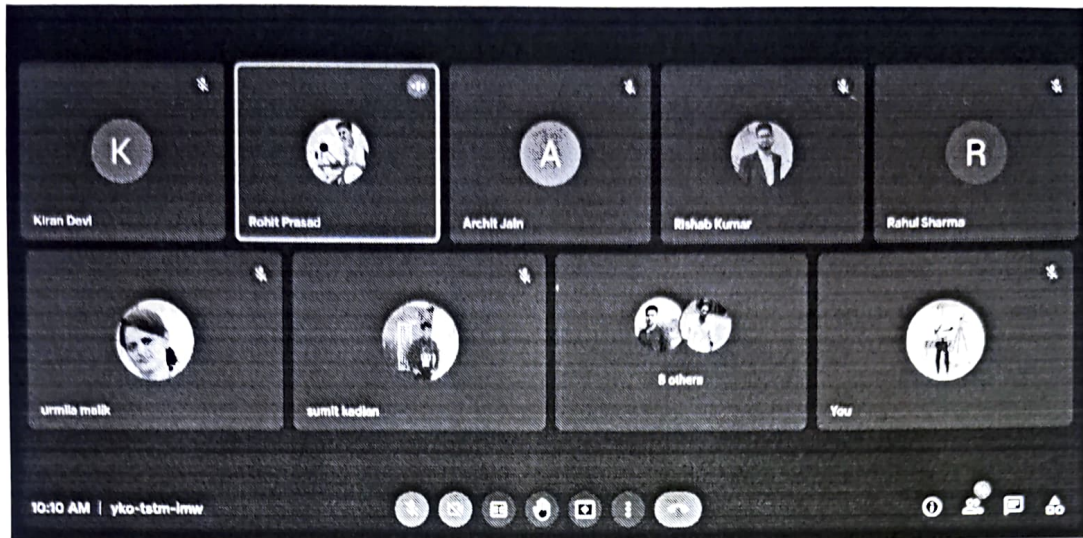 K
Kiran Devi
Rohit Prasad
A
Archit Jain
Rishab Kumar
R
Rahul Sharma
urmila malik
sumit kadian
8 others
You
10:10 AM | yko-tstm-imw